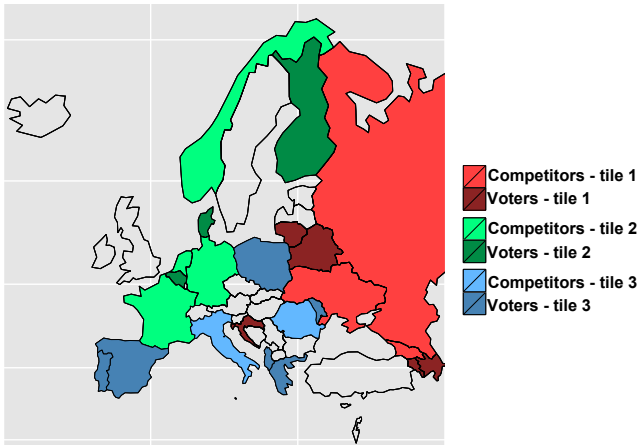 Competitors - tile 1
Voters - tile 1
Competitors - tile 2
Voters - tile 2
Competitors - tile 3
Voters - tile 3